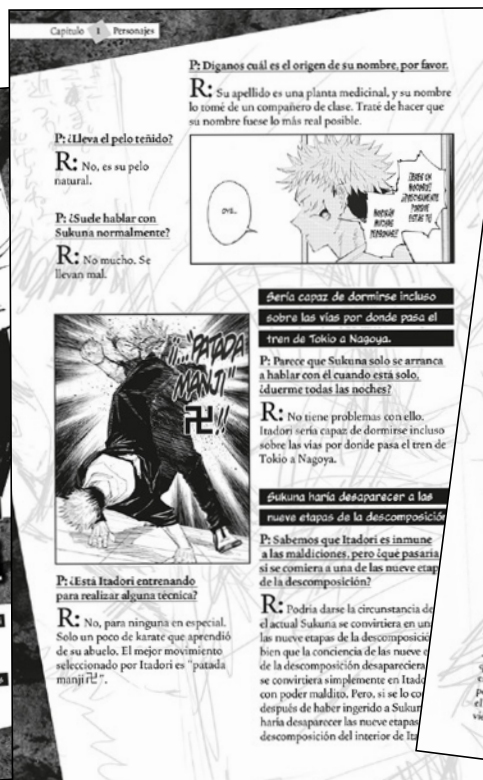 Capítulo 1 Personajes
P: Díganos cuál es el origen de su nombre, por favor.
R: Su apellido es una planta medicinal, y su nombre
lo tomé de un compañero de clase. Traté de hacer que
su nombre fuese lo más real posible.
P: ¿Lleva el pelo teñido?
R: No, es su pelo
natural.
P: ¿Suele hablar con
Sukuna normalmente?
R: No mucho. Se
llevan mal.
OYE...
¡¡..."PATADA
MANJI"
卍!!
P: ¿Está Itadori entrenando
para realizar alguna técnica?
R: No, para ninguna en especial.
Solo un poco de karate que aprendió
de su abuelo. El mejor movimiento
seleccionado por Itadori es "patada
manji卍".
Sería capaz de dormirse incluso
sobre las vías por donde pasa el
tren de Tokio a Nagoya.
P: Parece que Sukuna solo se arranca
a hablar con él cuando está solo,
¿duerme todas las noches?
R: No tiene problemas con ello.
Itadori sería capaz de dormirse incluso
sobre las vías por donde pasa el tren de
Tokio a Nagoya.
Sukuna haría desaparecer a las
nueve etapas de la descomposición
P: Sabemos que Itadori es inmune
a las maldiciones, pero ¿qué pasaría
si se comiera a una de las nueve etap
de la descomposición?
R: Podría darse la circunstancia de
el actual Sukuna se convirtiera en un
las nueve etapas de la descomposició
bien que la conciencia de las nueve e
de la descomposición desapareciera
se convirtiera simplemente en Itado
con poder maldito. Pero, si se lo co
después de haber ingerido a Sukun
haría desaparecer las nueve etapas
descomposición del interior de Ita